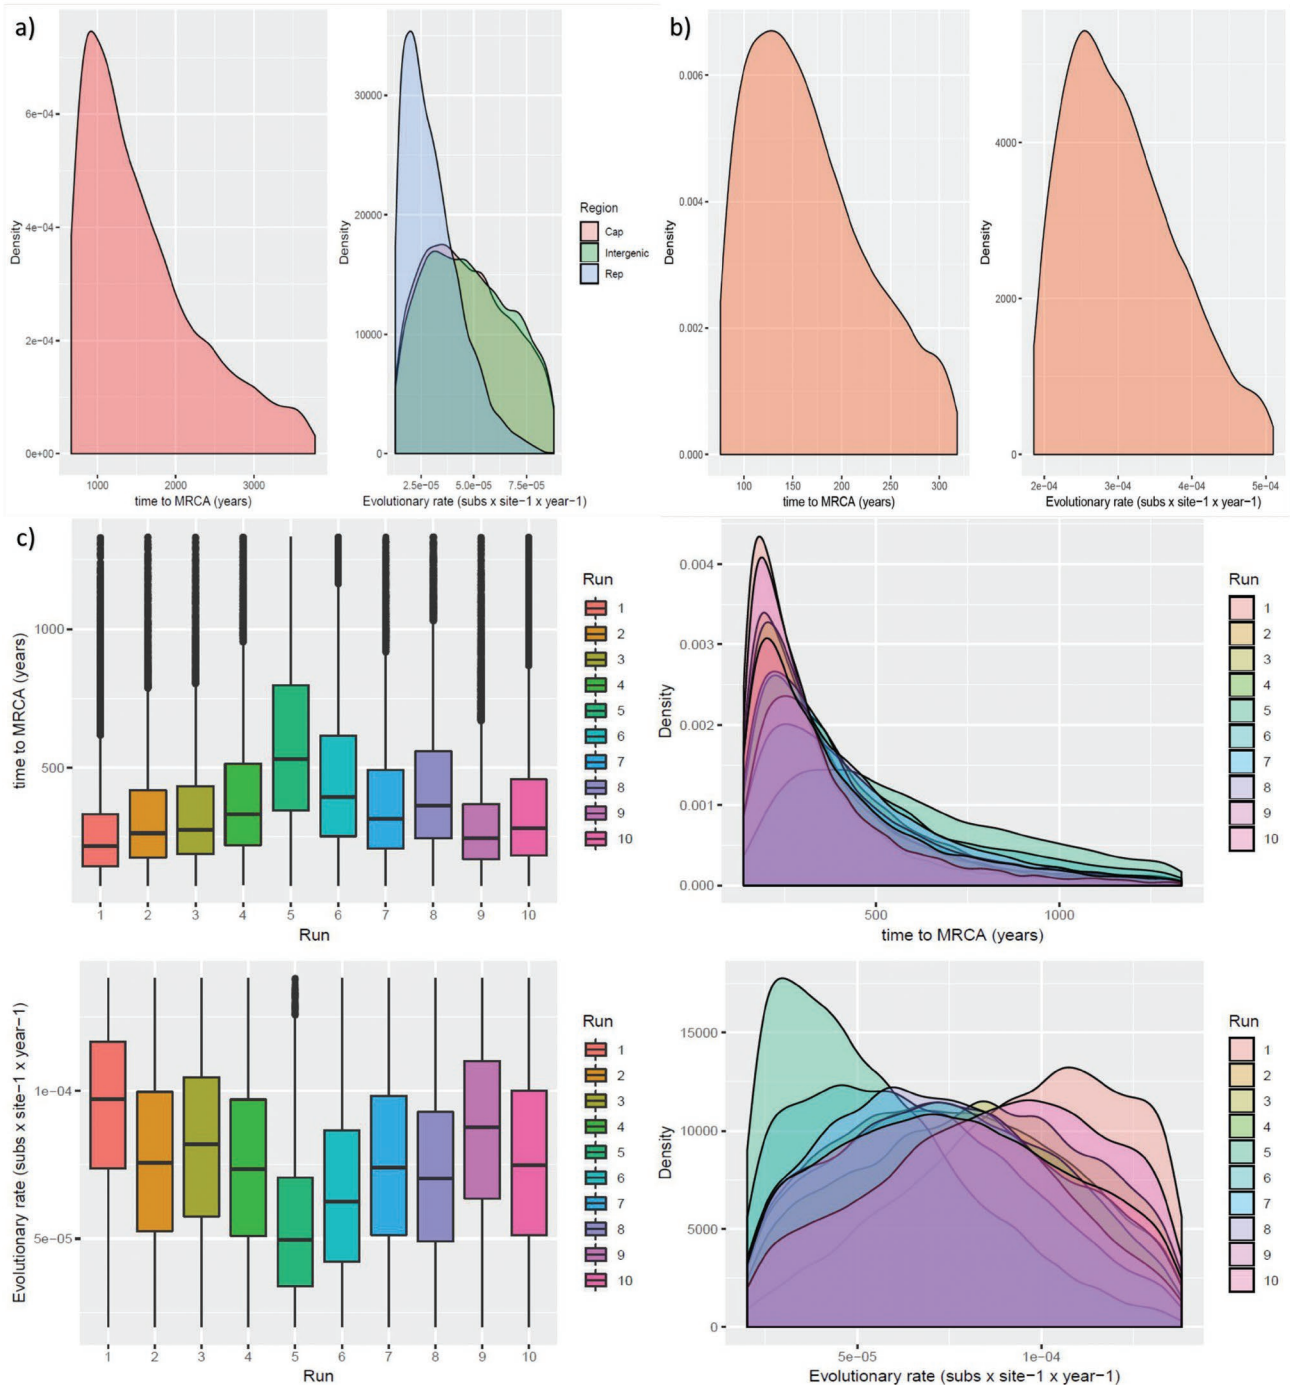 a)
Density
6e−04
4e−04
2e−04
0e+00
1000 2000 3000
time to MRCA (years)
Density
30000
20000
10000
0
2.5e−05 5.0e−05 7.5e−05
Evolutionary rate (subs x site−1 x year−1)
Region
Cap
Intergenic
Rep
b)
Density
0.006
0.004
0.002
0.000
100 150 200 250 300
time to MRCA (years)
Density
4000
2000
0
2e−04 3e−04 4e−04 5e−04
Evolutionary rate (subs x site−1 x year−1)
c)
time to MRCA (years)
1000
500
1 2 3 4 5 6 7 8 9 10
Run
Run
1
2
3
4
5
6
7
8
9
10
Density
0.004
0.003
0.002
0.001
0.000
500 1000
time to MRCA (years)
Run
1
2
3
4
5
6
7
8
9
10
Evolutionary rate (subs x site−1 x year−1)
1e−04
5e−05
1 2 3 4 5 6 7 8 9 10
Run
Run
1
2
3
4
5
6
7
8
9
10
Density
15000
10000
5000
0
5e−05 1e−04
Evolutionary rate (subs x site−1 x year−1)
Run
1
2
3
4
5
6
7
8
9
10